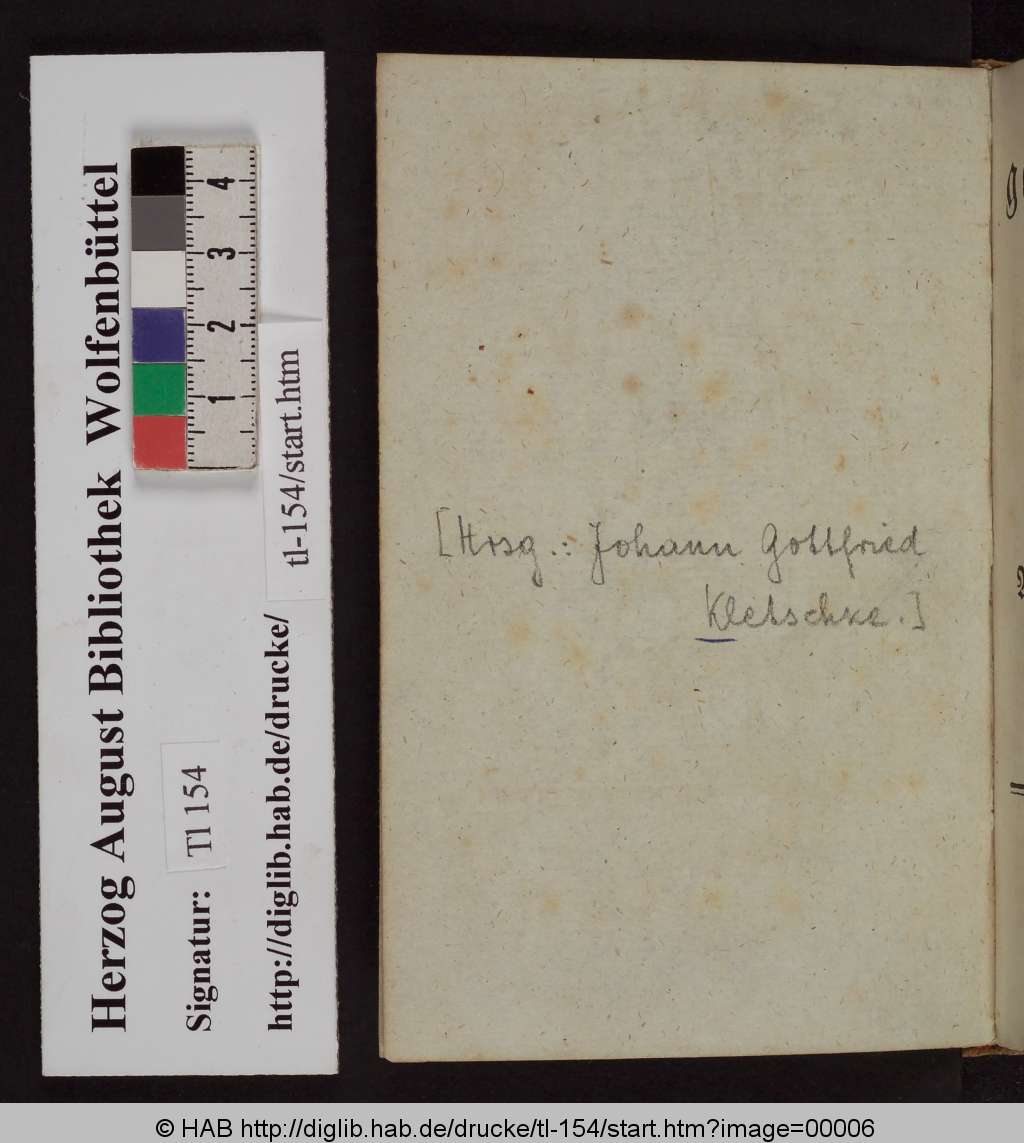 Herzog August Bibliothek Wolfenbüttel
Signatur: Tl 154
http://diglib.hab.de/drucke/ tl-154/start.htm
4
3
2
1
[Hrsg.: Johann Gottfried
Kletschke.]
© HAB http://diglib.hab.de/drucke/tl-154/start.htm?image=00006